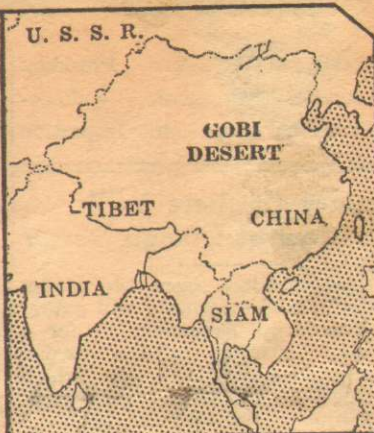 U. S. S. R.
GOBI
DESERT
TIBET
CHINA
INDIA
SIAM